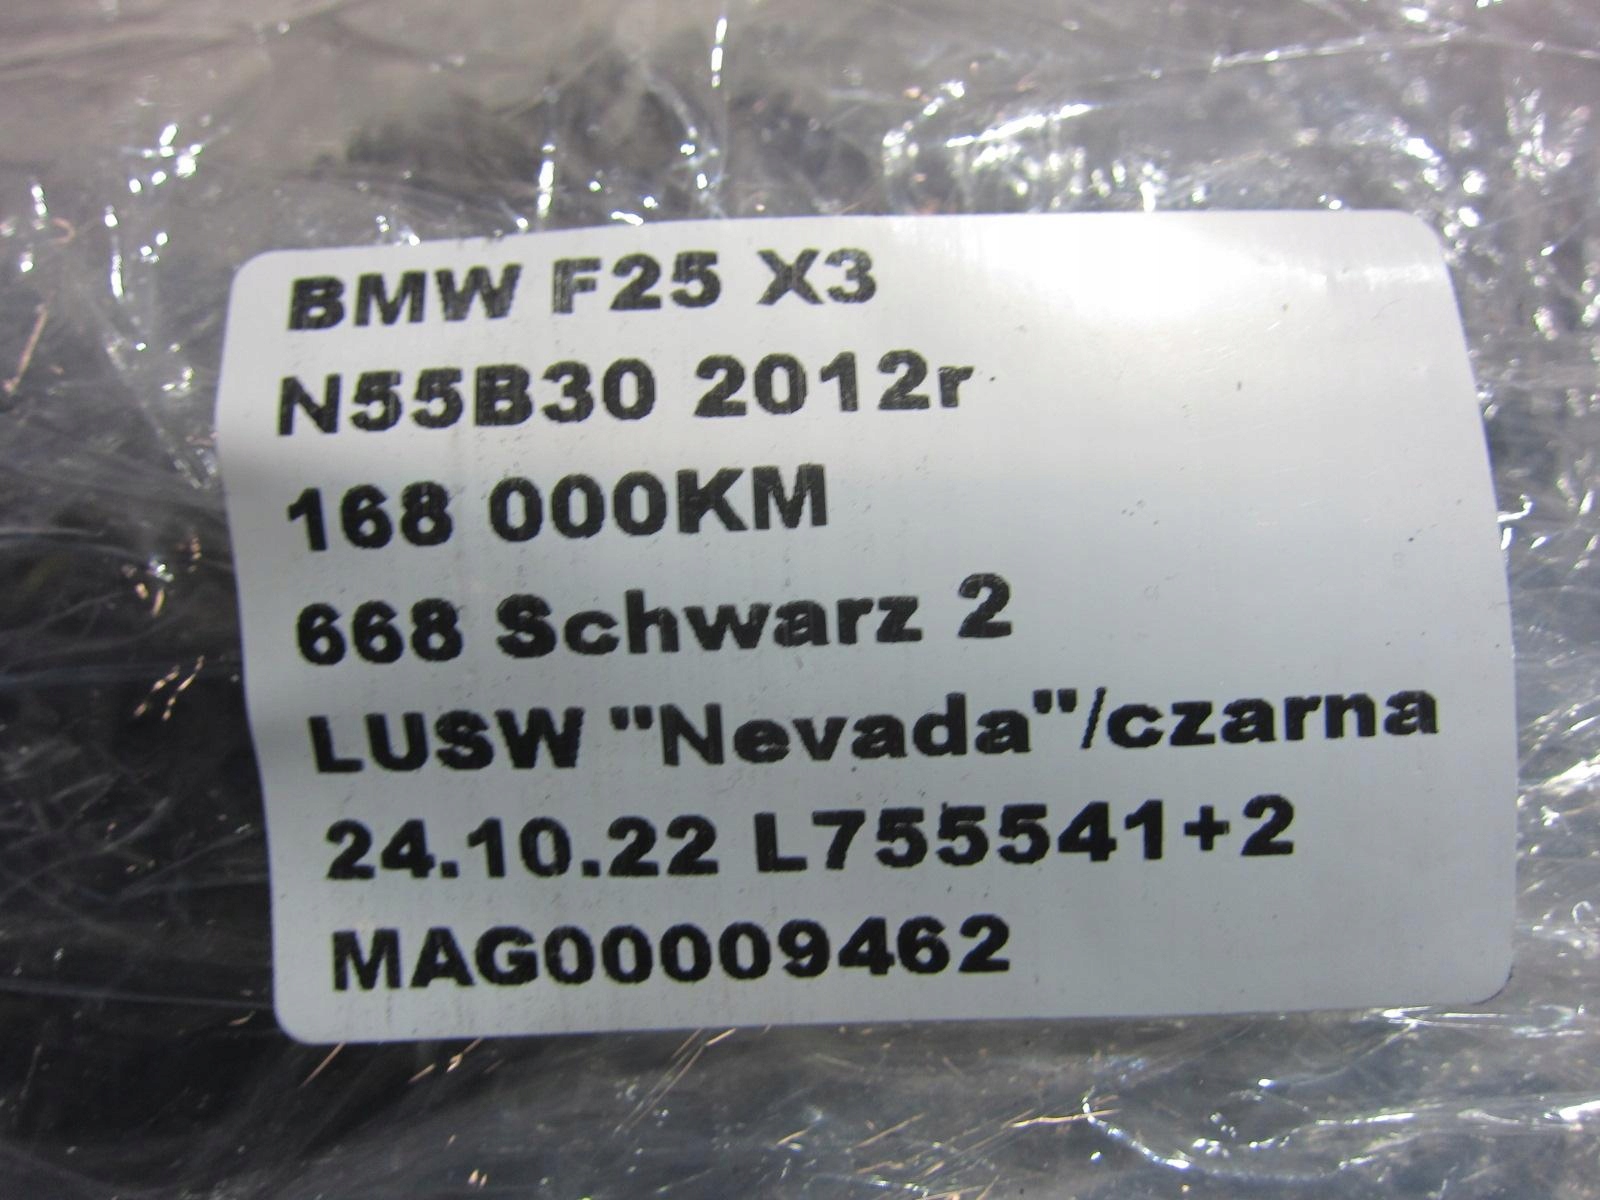 BMW F25 X3
N55B30 2012r
168 000KM
668 Schwarz 2
LUSW "Nevada"/czarna
24.10.22 L755541+2
MAG00009462